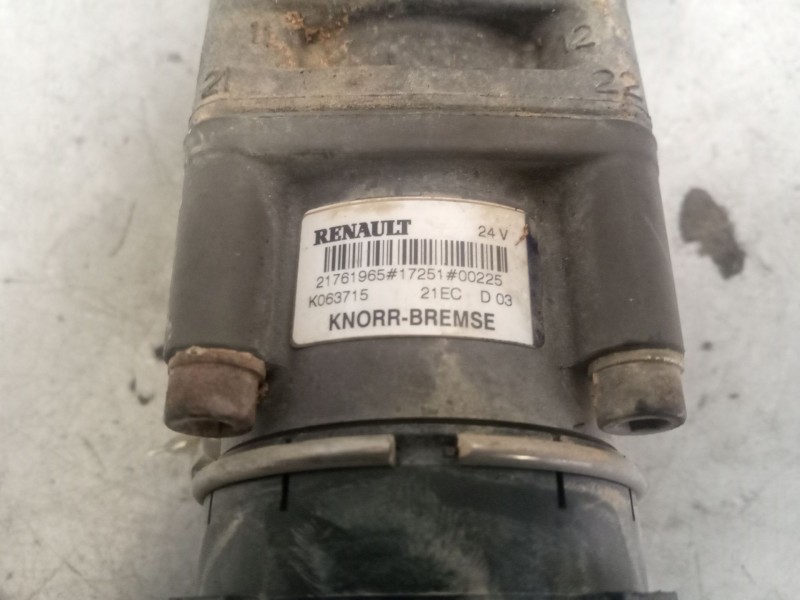 11 12
21 22
RENAULT 24 V
21761965#17251#00225
K063715 21EC D 03
KNORR-BREMSE